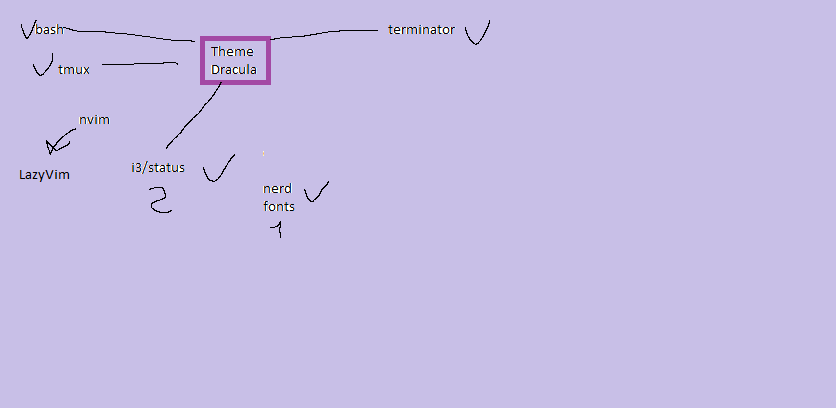 bash
terminator
Theme
Dracula
tmux
nvim
LazyVim
i3/status
2
nerd
fonts
1